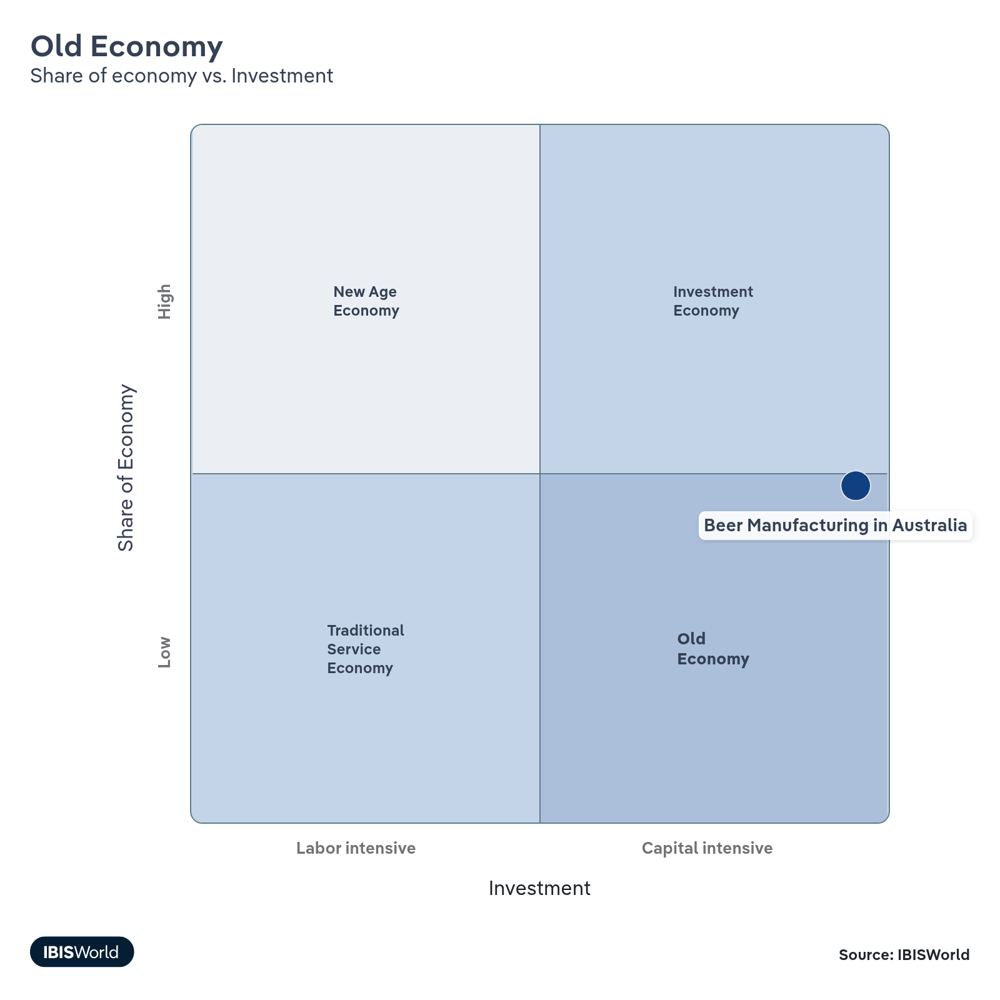 Old Economy
Share of economy vs. Investment
High
New Age
Economy
Investment
Economy
Share of Economy
Beer Manufacturing in Australia
Low
Traditional
Service
Economy
Old
Economy
Labor intensive
Capital intensive
Investment
IBISWorld
Source: IBISWorld